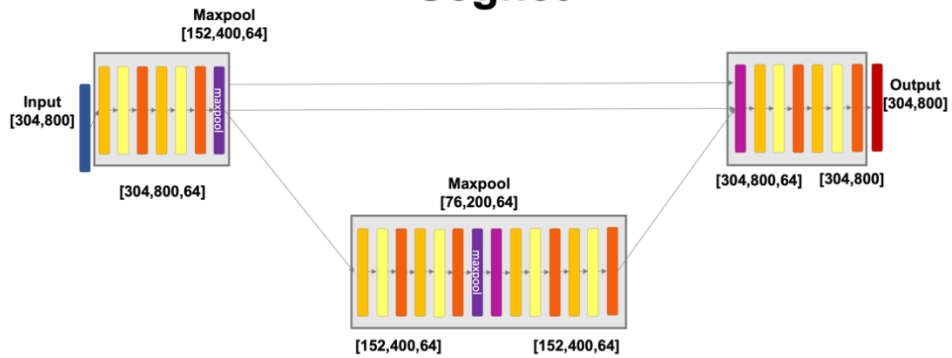 Maxpool
[152,400,64]
Input
[304,800]
maxpool
[304,800,64]
Maxpool
[76,200,64]
maxpool
[152,400,64]
[152,400,64]
Output
[304,800]
[304,800,64]
[304,800]